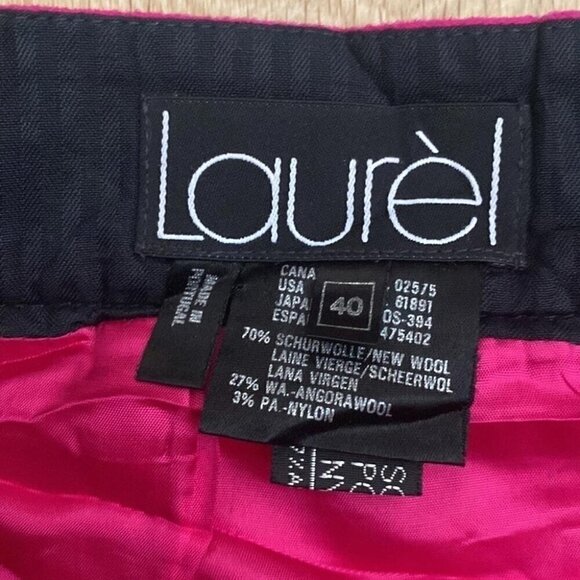 Laurèl
MADE IN
PORTUGAL
CANA
USA
JAPA
ESPA
40
02575
61891
OS-394
475402
70% SCHURWOLLE/NEW WOOL
LAINE VIERGE/SCHEERWOL
LANA VIRGEN
27% WA.-ANGORAWOOL
3% PA-NYLON